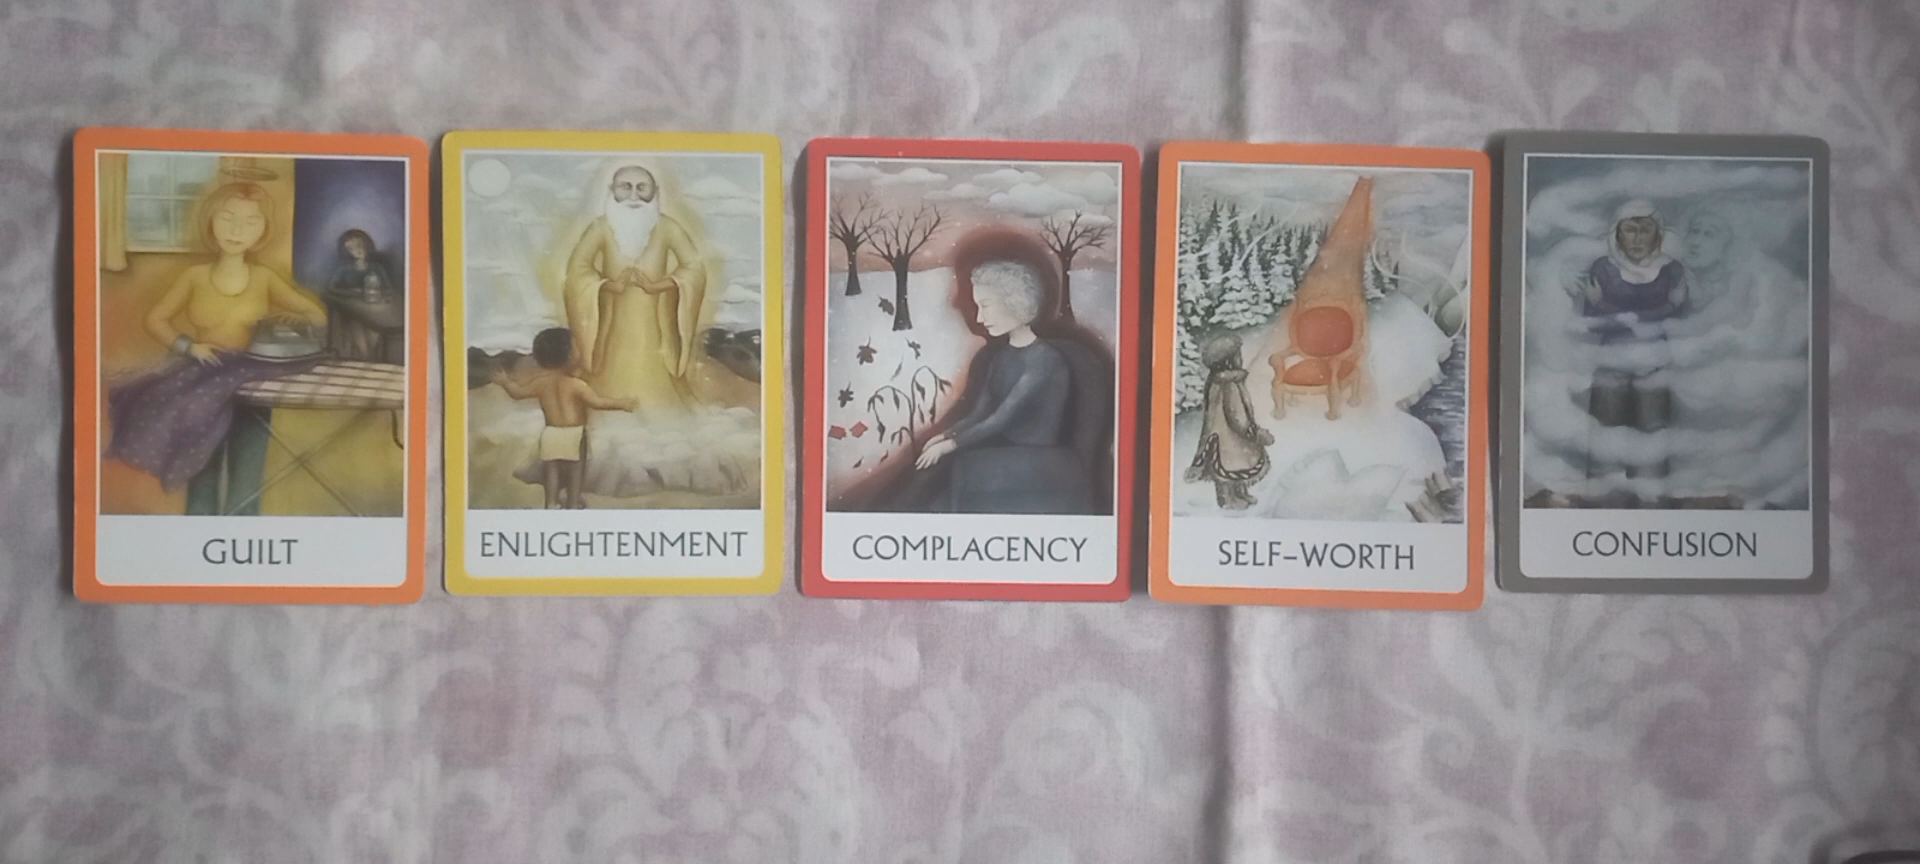 GUILT
ENLIGHTENMENT
COMPLACENCY
SELF-WORTH
CONFUSION